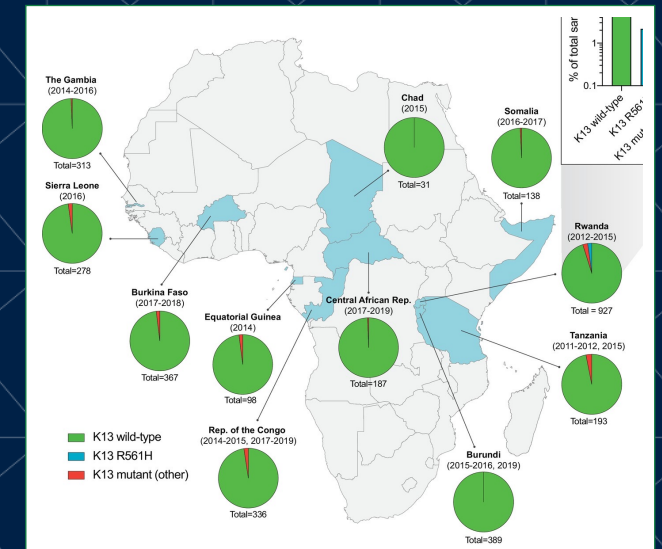 % of total sar
1
0.1
K13 wild-type
K13 R561
K13 mut
The Gambia
(2014-2016)
Total=313
Chad
(2015)
Total=31
Somalia
(2016-2017)
Total=138
Sierra Leone
(2016)
Total=278
Rwanda
(2012-2015)
Total = 927
Burkina Faso
(2017-2018)
Total=367
Equatorial Guinea
(2014)
Total=98
Central African Rep.
(2017-2019)
Total=187
Tanzania
(2011-2012, 2015)
Total=193
K13 wild-type
K13 R561H
K13 mutant (other)
Rep. of the Congo
(2014-2015, 2017-2019)
Total=336
Burundi
(2015-2016, 2019)
Total=389